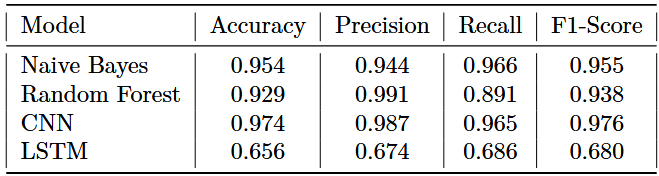 Model Accuracy Precision Recall F1-Score
Naive Bayes 0.954 0.944 0.966 0.955
Random Forest 0.929 0.991 0.891 0.938
CNN 0.974 0.987 0.965 0.976
LSTM 0.656 0.674 0.686 0.680